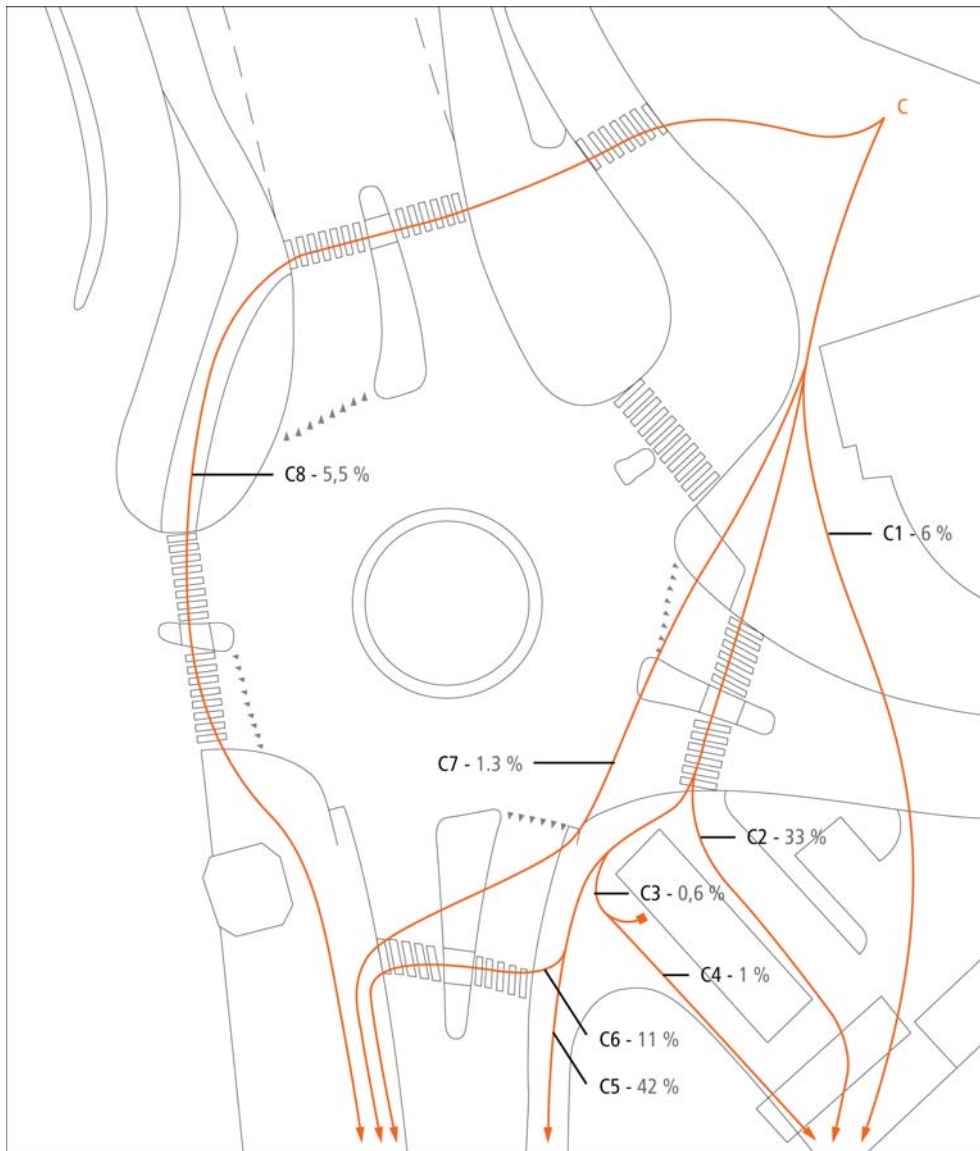 C
C8 - 5,5 %
C1 - 6 %
C7 - 1.3 %
C2 - 33 %
C3 - 0,6 %
C4 - 1 %
C6 - 11 %
C5 - 42 %